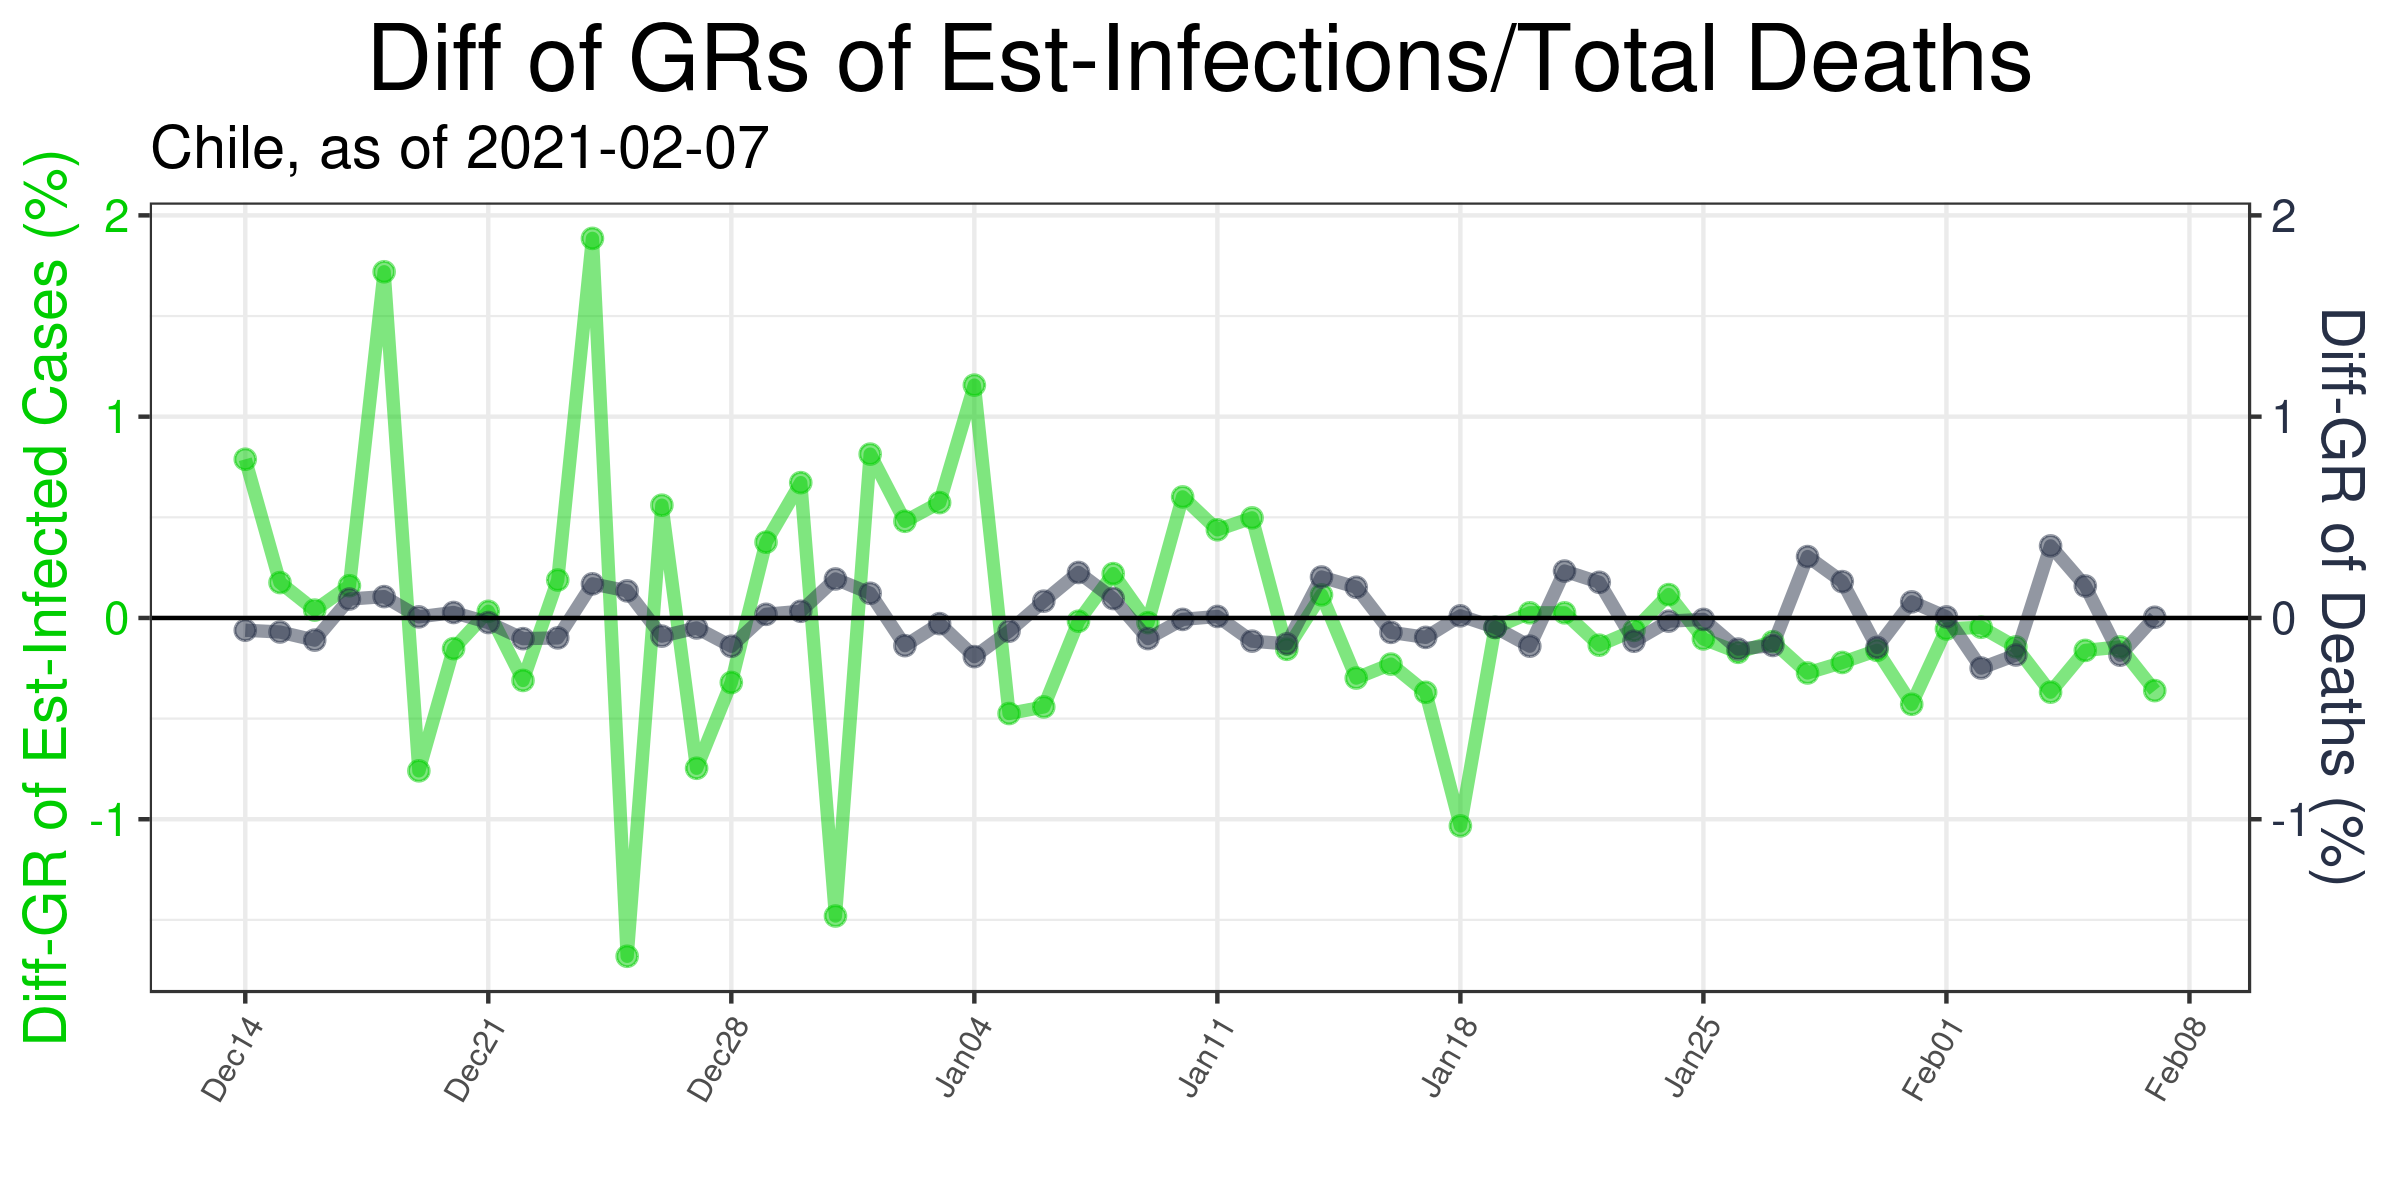 Diff of GRs of Est-Infections/Total Deaths
Chile, as of 2021-02-07
Diff-GR of Est-Infected Cases (%)
2
1
0
-1
2
1
0
-1
Diff-GR of Deaths (%)
Dec14
Dec21
Dec28
Jan04
Jan11
Jan18
Jan25
Feb01
Feb08